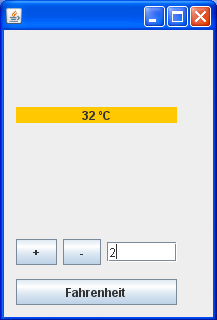 32 °C
+ - 2
Fahrenheit